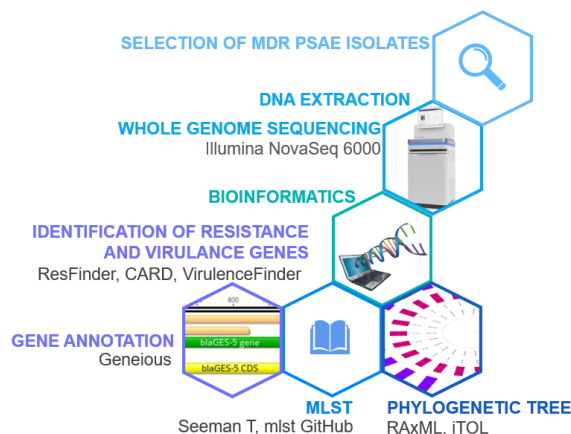 SELECTION OF MDR PSAE ISOLATES
DNA EXTRACTION
WHOLE GENOME SEQUENCING
Illumina NovaSeq 6000
BIOINFORMATICS
IDENTIFICATION OF RESISTANCE
AND VIRULANCE GENES
ResFinder, CARD, VirulenceFinder
800
blaGES-5 gene
blaGES-5 CDS
GENE ANNOTATION
Geneious
MLST
Seeman T, mlst GitHub
PHYLOGENETIC TREE
RAxML, iTOL